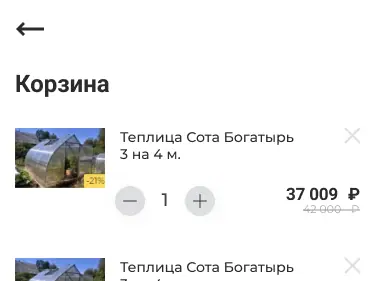 Корзина
Теплица Сота Богатырь
3 на 4 м.
-21%
1
37 009 ₽
42 000 ₽
Теплица Сота Богатырь